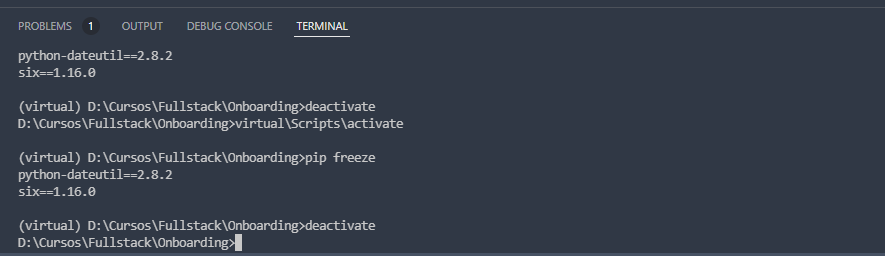 PROBLEMS 1 OUTPUT DEBUG CONSOLE TERMINAL
python-dateutil==2.8.2
six==1.16.0
(virtual) D:\Cursos\Fullstack\Onboarding>deactivate
D:\Cursos\Fullstack\Onboarding>virtual\Scripts\activate
(virtual) D:\Cursos\Fullstack\Onboarding>pip freeze
python-dateutil==2.8.2
six==1.16.0
(virtual) D:\Cursos\Fullstack\Onboarding>deactivate
D:\Cursos\Fullstack\Onboarding>